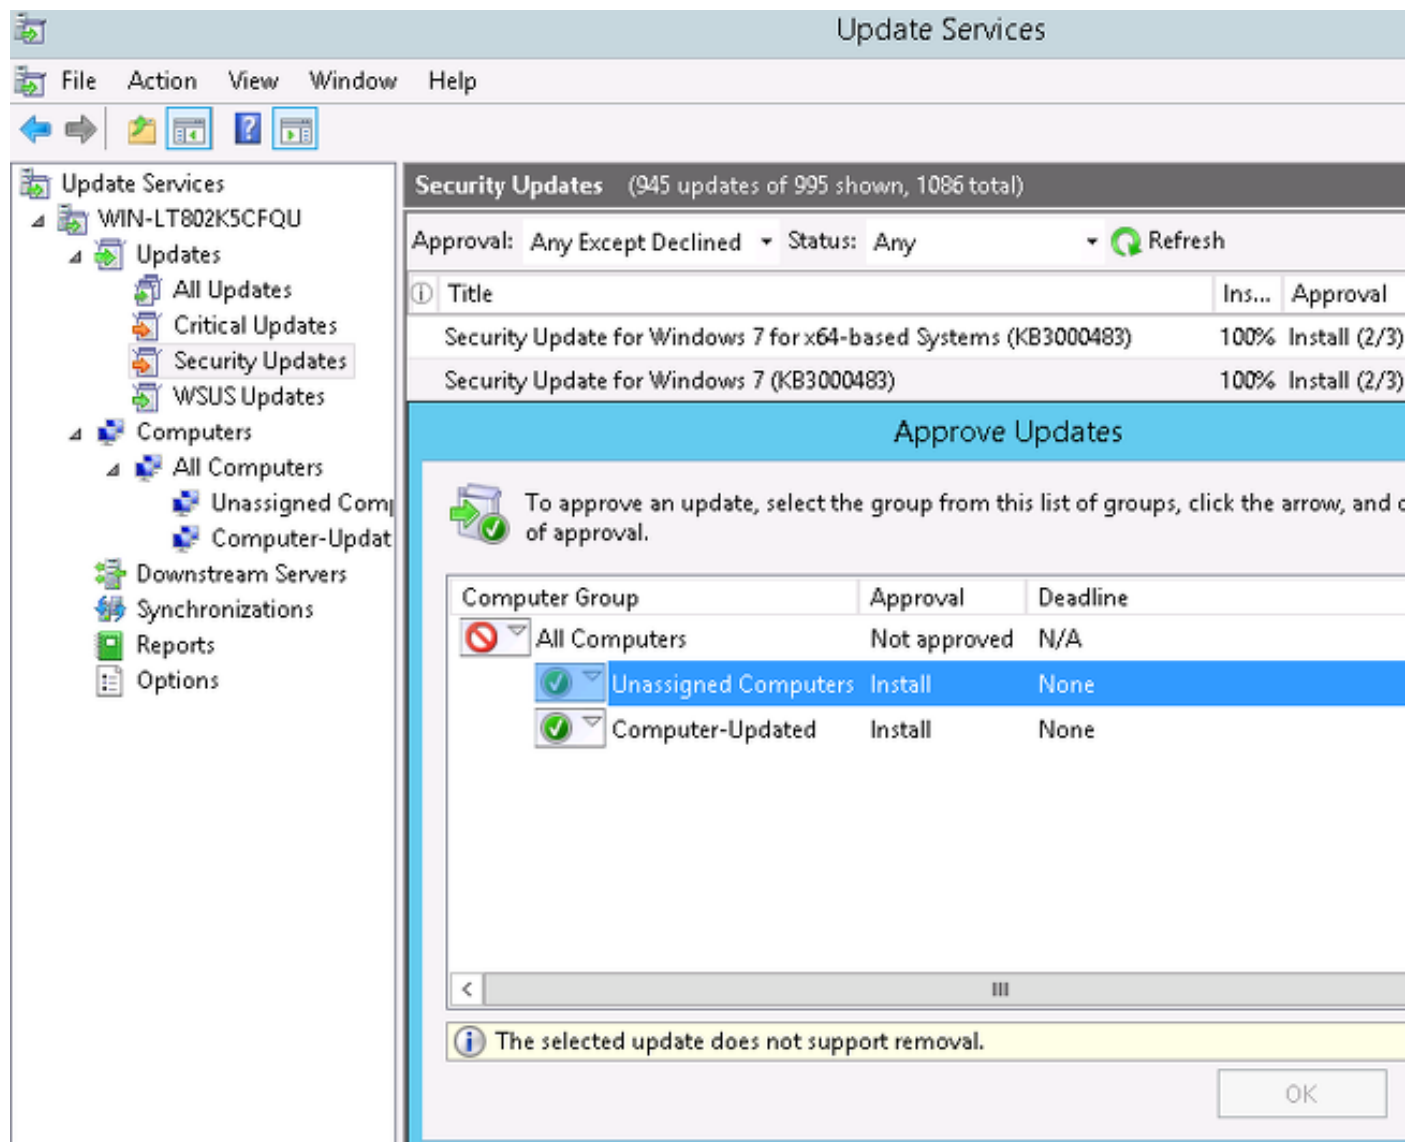 Update Services
File Action View Window Help
Update Services
WIN-LT802K5CFQU
Updates
All Updates
Critical Updates
Security Updates
WSUS Updates
Computers
All Computers
Unassigned Comp
Computer-Updat
Downstream Servers
Synchronizations
Reports
Options
Security Updates (945 updates of 995 shown, 1086 total)
Approval: Any Except Declined Status: Any Refresh
Title Ins... Approval
Security Update for Windows 7 for x64-based Systems (KB3000483) 100% Install (2/3)
Security Update for Windows 7 (KB3000483) 100% Install (2/3)
Approve Updates
To approve an update, select the group from this list of groups, click the arrow, and
of approval.
Computer Group Approval Deadline
All Computers Not approved N/A
Unassigned Computers Install None
Computer-Updated Install None
The selected update does not support removal.
OK